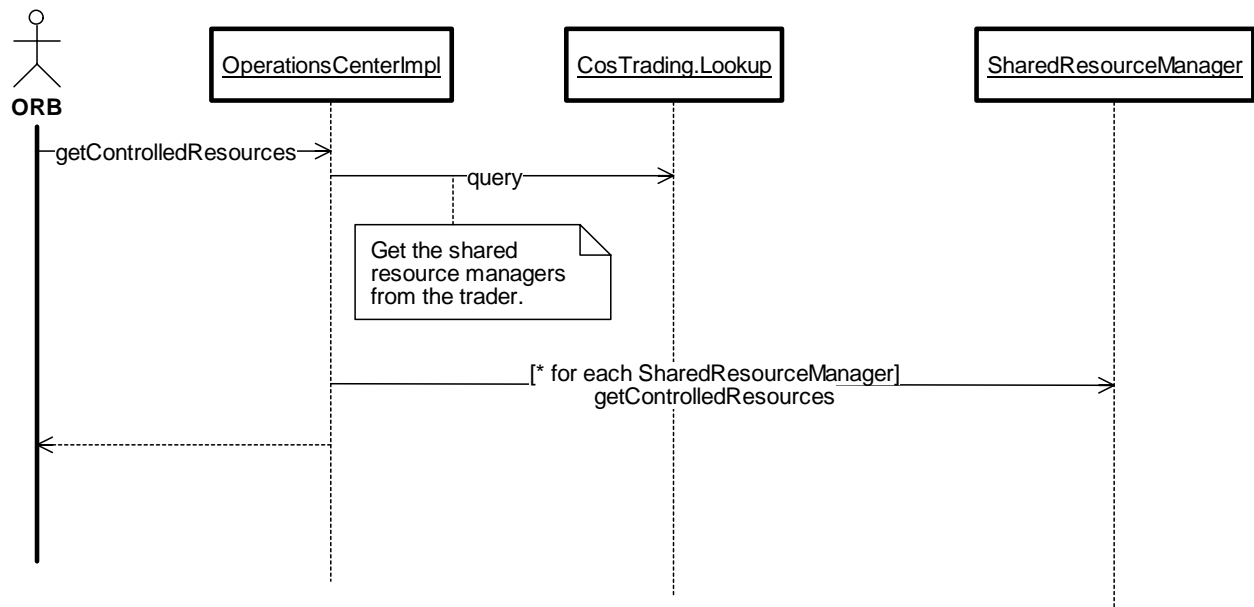 OperationsCenterImpl
CosTrading.Lookup
SharedResourceManager
ORB
getControlledResources
query
Get the shared
resource managers
from the trader.
[* for each SharedResourceManager]
getControlledResources